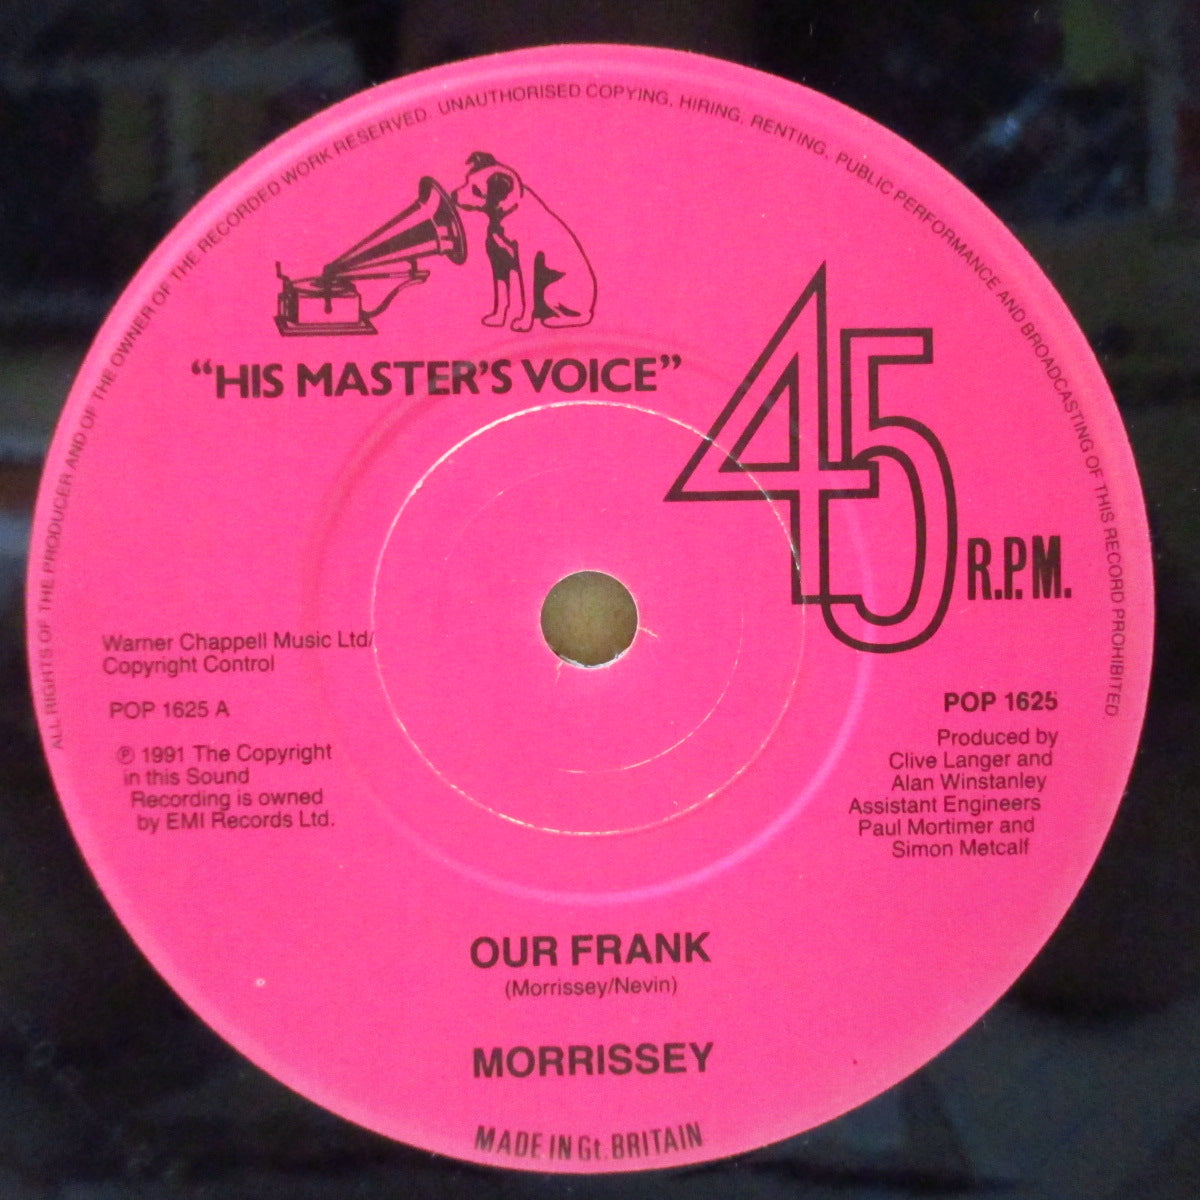 ALL RIGHTS OF THE PRODUCER AND OF THE OWNER OF THE RECORDED WORK RESERVED. UNAUTHORISED COPYING, HIRING, RENTING, PUBLIC PERFORMANCE AND BROADCASTING OF THIS RECORD PROHIBITED
“HIS MASTER'S VOICE”
45 R.P.M.
Warner Chappell Music Ltd/
Copyright Control
POP 1625 A
℗ 1991 The Copyright
in this Sound
Recording is owned
by EMI Records Ltd.
POP 1625
Produced by
Clive Langer and
Alan Winstanley
Assistant Engineers
Paul Mortimer and
Simon Metcalf
OUR FRANK
(Morrissey/Nevin)
MORRISSEY
MADE IN Gt. BRITAIN